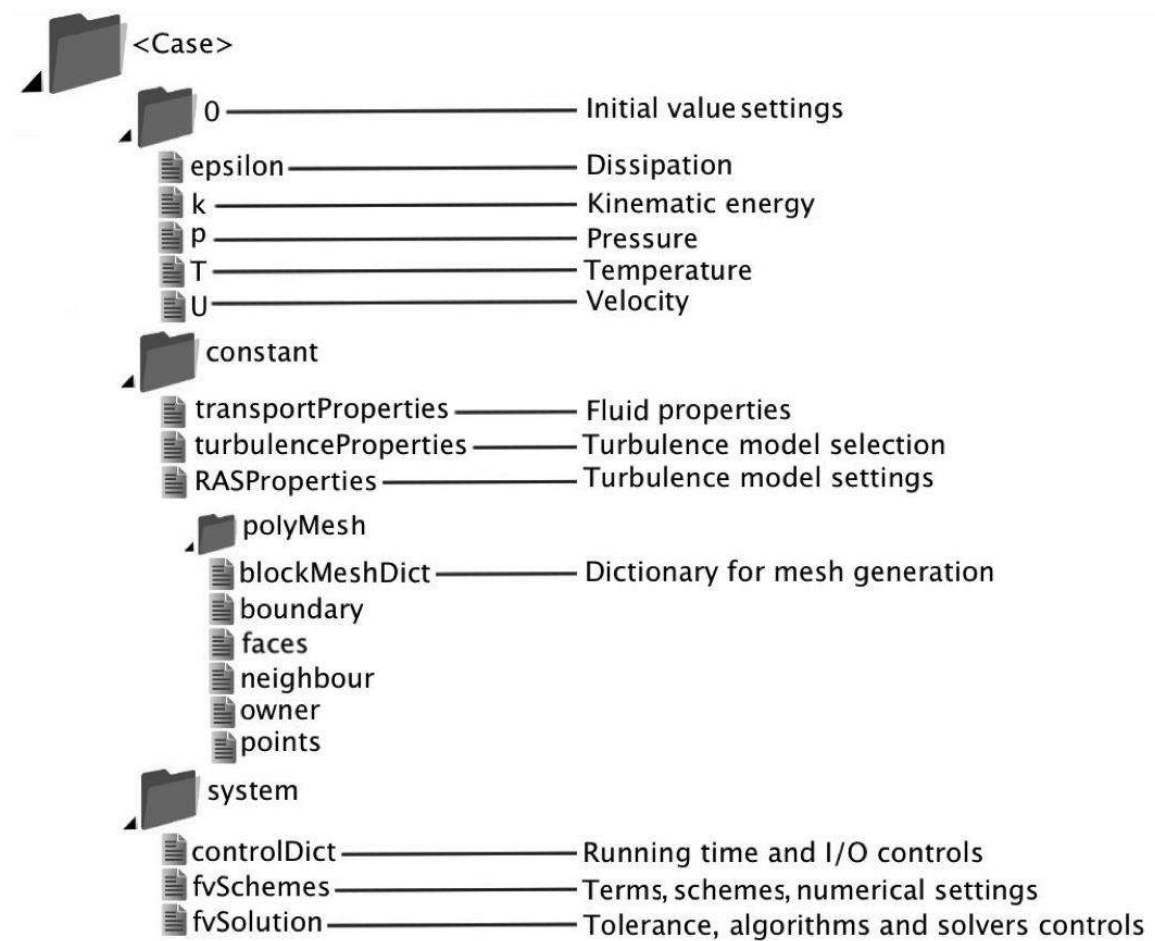 <Case>
0 Initial value settings
epsilon Dissipation
k Kinematic energy
p Pressure
T Temperature
U Velocity
constant
transportProperties Fluid properties
turbulenceProperties Turbulence model selection
RASProperties Turbulence model settings
polyMesh
blockMeshDict Dictionary for mesh generation
boundary
faces
neighbour
owner
points
system
controlDict Running time and I/O controls
fvSchemes Terms, schemes, numerical settings
fvSolution Tolerance, algorithms and solvers controls